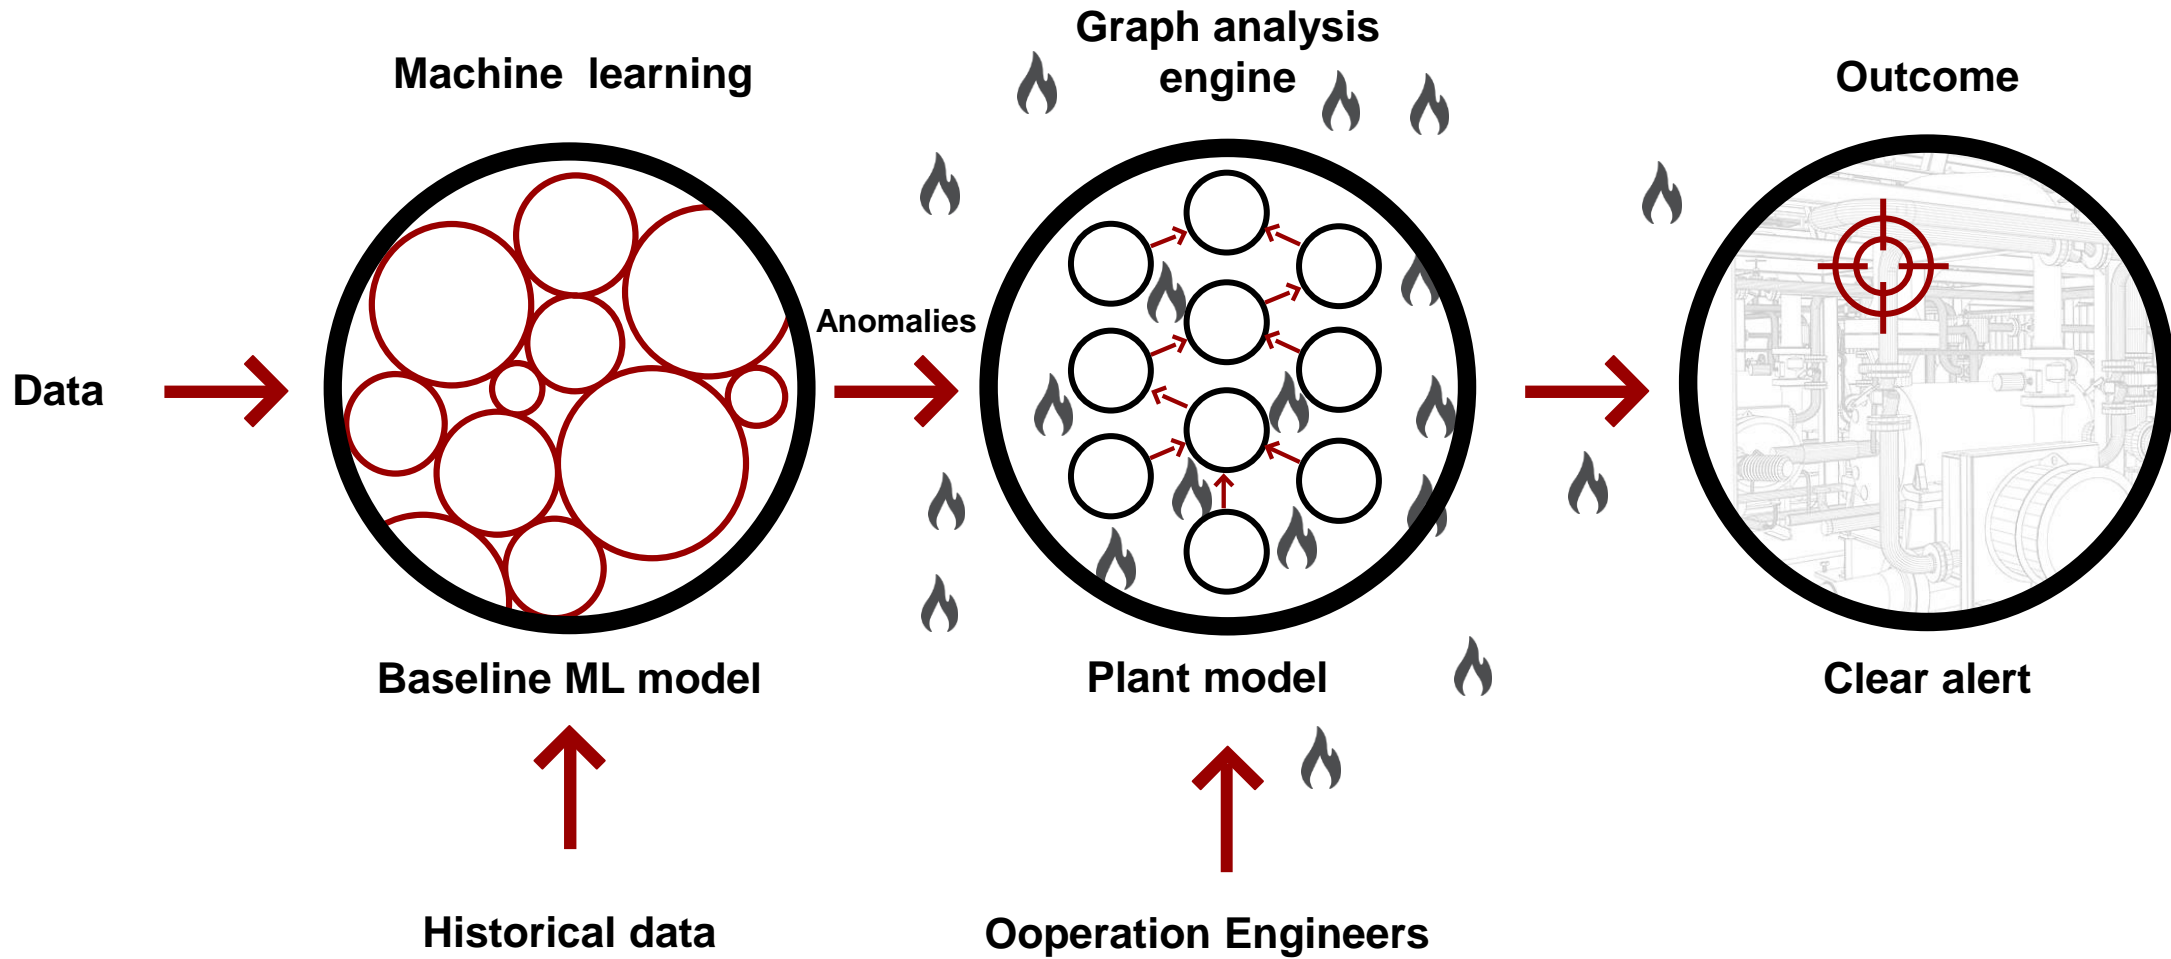 Machine learning
Graph analysis
engine
Outcome
Data
Anomalies
Baseline ML model
Plant model
Clear alert
Historical data
Ooperation Engineers